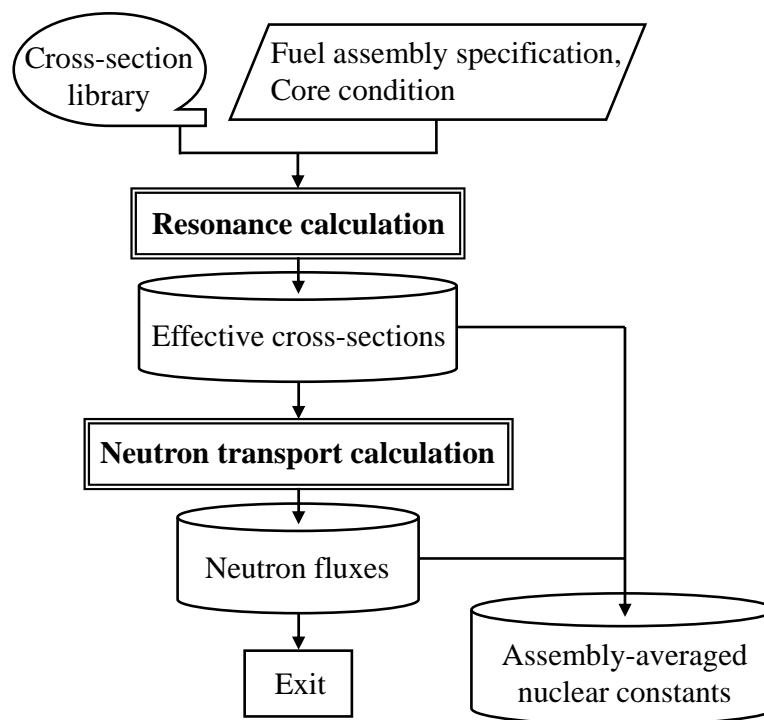 Cross-section
library
Fuel assembly specification,
Core condition
Resonance calculation
Effective cross-sections
Neutron transport calculation
Neutron fluxes
Assembly-averaged
nuclear constants
Exit